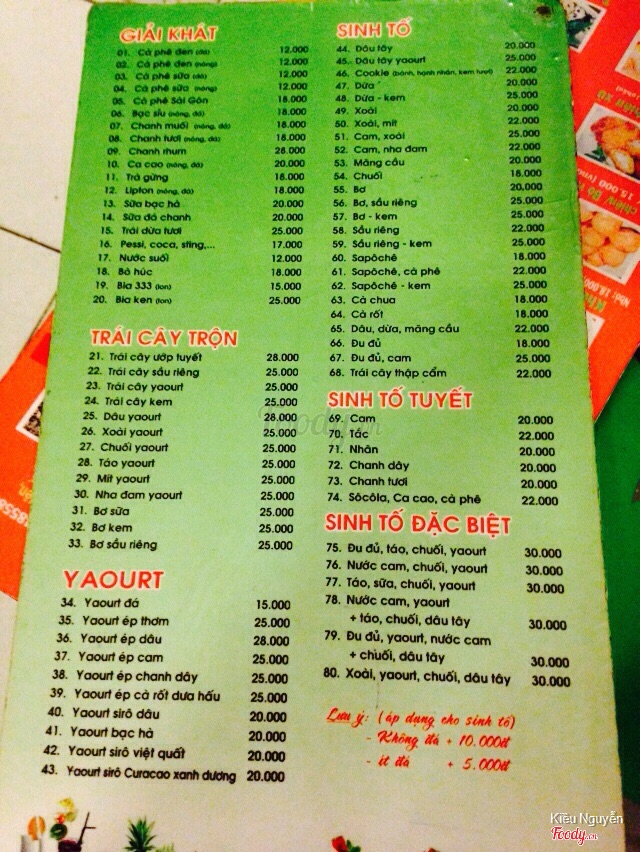 GIẢI KHÁT
01. Cà phê đen (đá) 12.000
02. Cà phê đen (nóng) 12.000
03. Cà phê sữa (đá) 12.000
04. Cà phê sữa (nóng) 12.000
05. Cà phê Sài Gòn 18.000
06. Bạc sỉu (nóng, đá) 18.000
07. Chanh muối (nóng, đá) 18.000
08. Chanh tươi (nóng, đá) 18.000
09. Chanh rhum 28.000
10. Ca cao (nóng, đá) 20.000
11. Trà gừng 18.000
12. Lipton (nóng, đá) 18.000
13. Sữa bạc hà 20.000
14. Sữa đá chanh 20.000
15. Trái dừa tươi 25.000
16. Pessi, coca, sting,... 17.000
17. Nước suối 12.000
18. Bò húc 18.000
19. Bia 333 (lon) 15.000
20. Bia ken (lon) 25.000
TRÁI CÂY TRỘN
21. Trái cây ướp tuyết 28.000
22. Trái cây sầu riêng 25.000
23. Trái cây yaourt 25.000
24. Trái cây kem 25.000
25. Dâu yaourt 28.000
26. Xoài yaourt 25.000
27. Chuối yaourt 25.000
28. Táo yaourt 25.000
29. Mít yaourt 25.000
30. Nha đam yaourt 25.000
31. Bơ sữa 25.000
32. Bơ kem 25.000
33. Bơ sầu riêng 25.000
YAOURT
34. Yaourt đá 15.000
35. Yaourt ép thơm 25.000
36. Yaourt ép dâu 28.000
37. Yaourt ép cam 25.000
38. Yaourt ép chanh dây 25.000
39. Yaourt ép cà rốt dưa hấu 25.000
40. Yaourt sirô dâu 20.000
41. Yaourt bạc hà 20.000
42. Yaourt sirô việt quất 20.000
43. Yaourt sirô Curacao xanh dương 20.000
SINH TỐ
44. Dâu tây 20.000
45. Dâu tây yaourt 25.000
46. Cookie (bánh, hạnh nhân, kem tươi) 22.000
47. Dừa 20.000
48. Dừa - kem 25.000
49. Xoài 20.000
50. Xoài, mít 22.000
51. Cam, xoài 25.000
52. Cam, nha đam 22.000
53. Mãng cầu 20.000
54. Chuối 18.000
55. Bơ 20.000
56. Bơ, sầu riêng 25.000
57. Bơ - kem 25.000
58. Sầu riêng 22.000
59. Sầu riêng - kem 25.000
60. Sapôchê 18.000
61. Sapôchê, cà phê 22.000
62. Sapôchê - kem 25.000
63. Cà chua 18.000
64. Cà rốt 18.000
65. Dâu, dừa, mãng cầu 22.000
66. Đu đủ 18.000
67. Đu đủ, cam 25.000
68. Trái cây thập cẩm 22.000
SINH TỐ TUYẾT
69. Cam 20.000
70. Tắc 22.000
71. Nhãn 20.000
72. Chanh dây 20.000
73. Chanh tươi 20.000
74. Sôcôla, Ca cao, cà phê 22.000
SINH TỐ ĐẶC BIỆT
75. Đu đủ, táo, chuối, yaourt 30.000
76. Nước cam, chuối, yaourt 30.000
77. Táo, sữa, chuối, yaourt 30.000
78. Nước cam, yaourt
+ táo, chuối, dâu tây 30.000
79. Đu đủ, yaourt, nước cam
+ chuối, dâu tây 30.000
80. Xoài, yaourt, chuối, dâu tây 30.000
Lưu ý: (áp dụng cho sinh tố)
- Không đá + 10.000đ
- ít đá + 5.000đ
Foody.vn
Kiều Nguyễn
Foody.vn